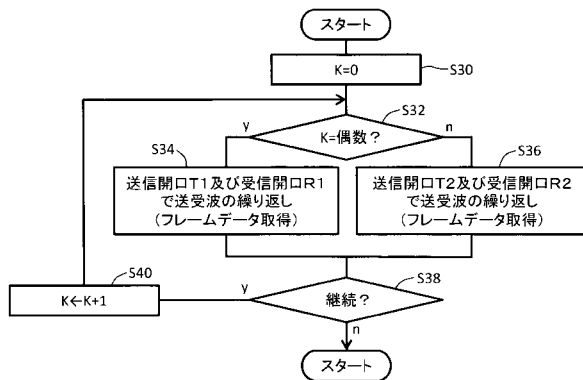 スタート
K=0
S30
S32
y
K=偶数？
n
S34
送信開口T1及び受信開口R1
で送受波の繰り返し
(フレームデータ取得)
S36
送信開口T2及び受信開口R2
で送受波の繰り返し
(フレームデータ取得)
S40
K←K+1
y
S38
継続？
n
スタート